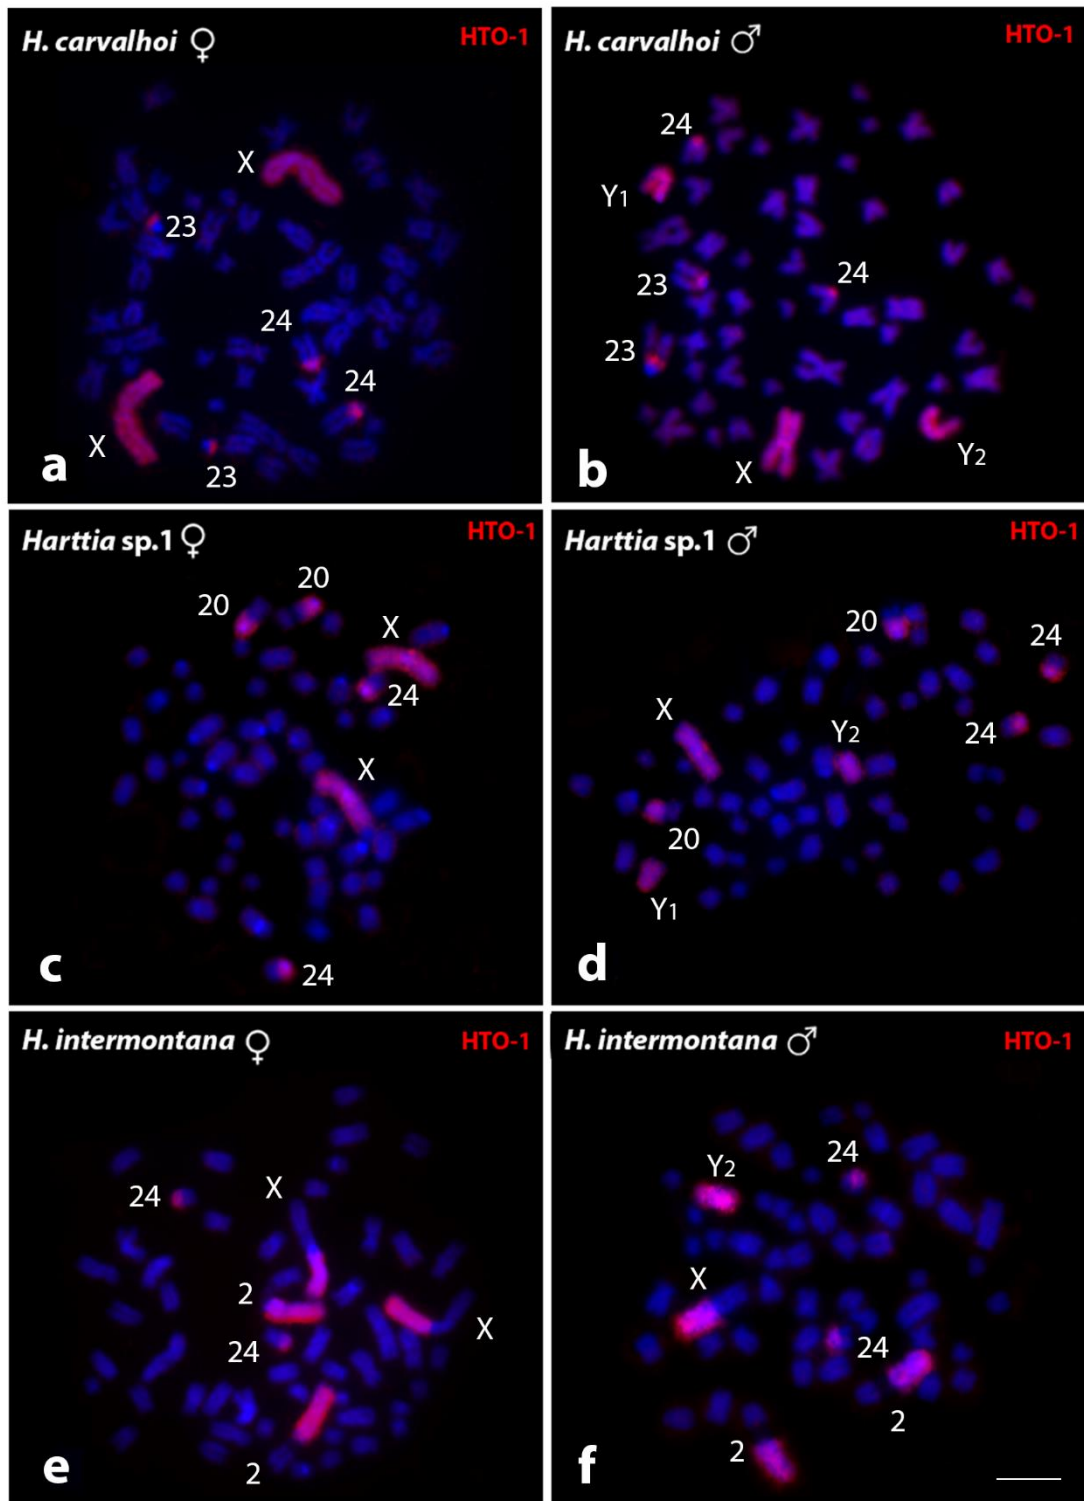 H. carvalhoi ♀ HTO-1
X
23
24
24
X
23
a
H. carvalhoi ♂ HTO-1
24
Y1
24
23
23
X
Y2
b
Harttia sp.1 ♀ HTO-1
20
20
X
24
X
24
c
Harttia sp.1 ♂ HTO-1
20
24
X
Y2
24
20
Y1
d
H. intermontana ♀ HTO-1
24
X
2
X
24
2
e
H. intermontana ♂ HTO-1
24
Y2
X
24
2
2
f